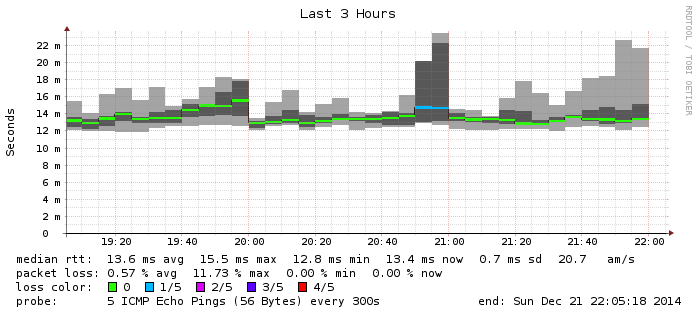 Last 3 Hours
RRDTOOL / TOBI OETIKER
Seconds
22 m
20 m
18 m
16 m
14 m
12 m
10 m
8 m
6 m
4 m
2 m
0
19:20 19:40 20:00 20:20 20:40 21:00 21:20 21:40 22:00
median rtt: 13.6 ms avg 15.5 ms max 12.8 ms min 13.4 ms now 0.7 ms sd 20.7 am/s
packet loss: 0.57 % avg 11.73 % max 0.00 % min 0.00 % now
loss color: 0 1/5 2/5 3/5 4/5
probe: 5 ICMP Echo Pings (56 Bytes) every 300s end: Sun Dec 21 22:05:18 2014